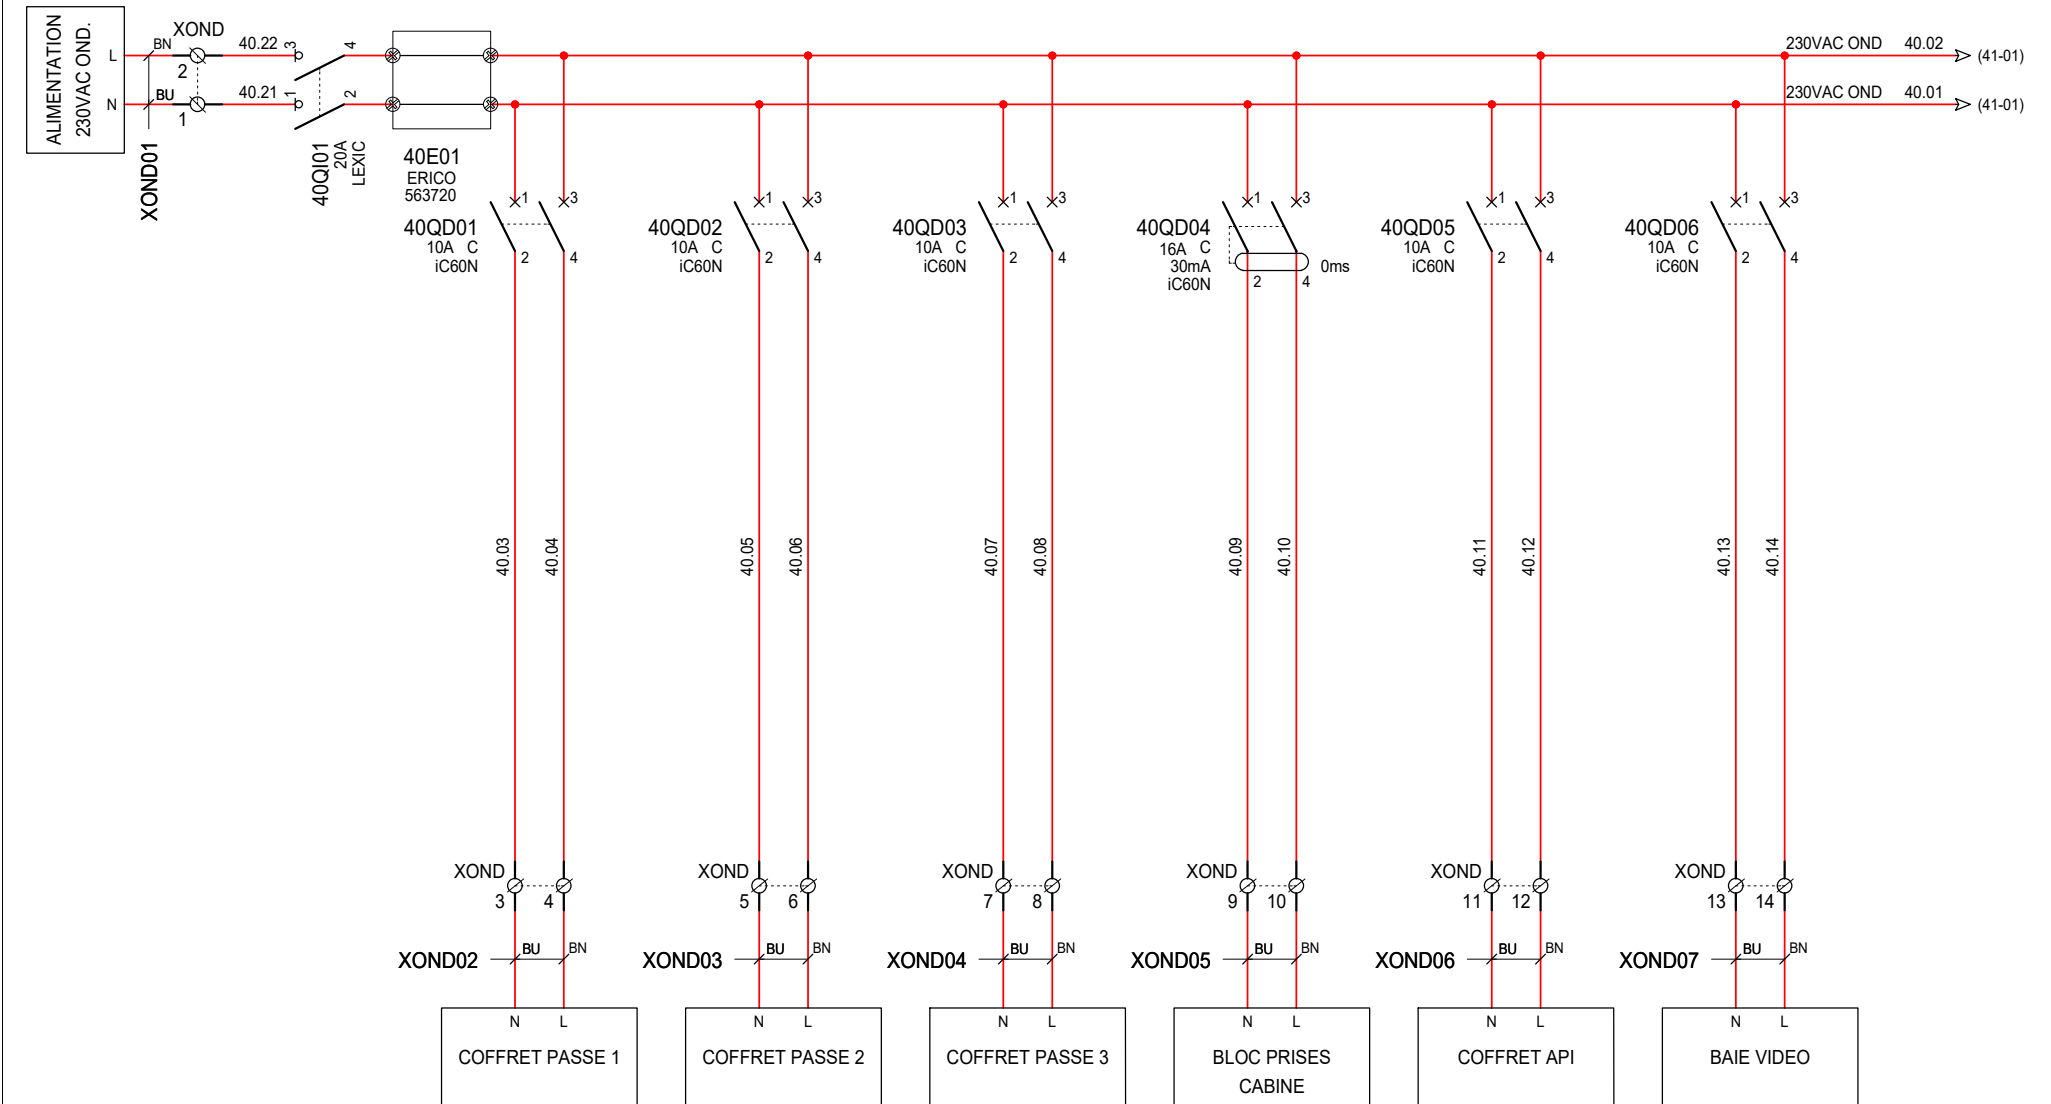 ALIMENTATION
230VAC OND.
L
N
BN
BU
XOND01
XOND
2
1
40.22
40.21
3
4
1
2
40QI01
20A
LEXIC
40E01
ERICO
563720
230VAC OND 40.02 (41-01)
230VAC OND 40.01 (41-01)
40QD01
10A C
iC60N
1
3
2
4
40QD02
10A C
iC60N
1
3
2
4
40QD03
10A C
iC60N
1
3
2
4
40QD04
16A C
30mA
iC60N
1
3
2
4
0ms
40QD05
10A C
iC60N
1
3
2
4
40QD06
10A C
iC60N
1
3
2
4
40.03
40.04
40.05
40.06
40.07
40.08
40.09
40.10
40.11
40.12
40.13
40.14
XOND
3
4
XOND
5
6
XOND
7
8
XOND
9
10
XOND
11
12
XOND
13
14
XOND02
BU
BN
XOND03
BU
BN
XOND04
BU
BN
XOND05
BU
BN
XOND06
BU
BN
XOND07
BU
BN
N L
COFFRET PASSE 1
N L
COFFRET PASSE 2
N L
COFFRET PASSE 3
N L
BLOC PRISES
CABINE
N L
COFFRET API
N L
BAIE VIDEO